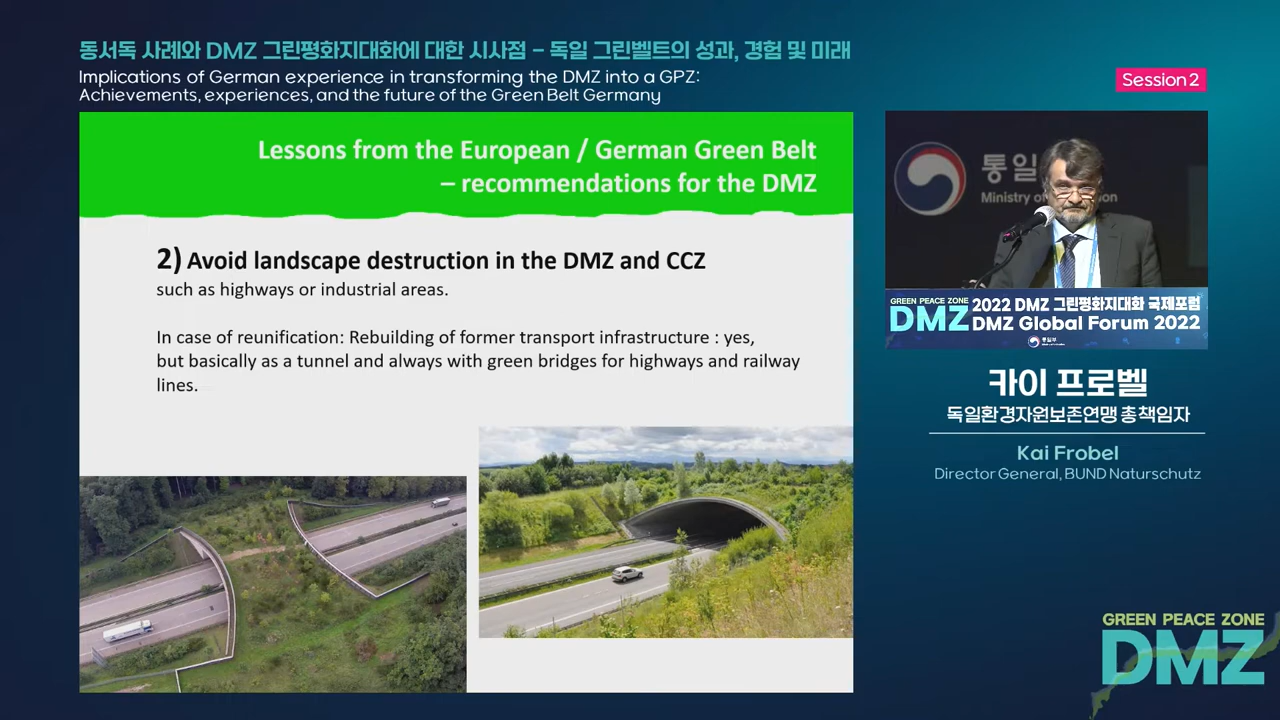 동서독 사례와 DMZ 그린평화지대화에 대한 시사점 – 독일 그린벨트의 성과, 경험 및 미래
Implications of German experience in transforming the DMZ into a GPZ:
Achievements, experiences, and the future of the Green Belt Germany
Session 2
Lessons from the European / German Green Belt
– recommendations for the DMZ
2) Avoid landscape destruction in the DMZ and CCZ
such as highways or industrial areas.
In case of reunification: Rebuilding of former transport infrastructure : yes,
but basically as a tunnel and always with green bridges for highways and railway
lines.
통일
Ministry of
GREEN PEACE ZONE
DMZ
2022 DMZ 그린평화지대화 국제포럼
DMZ Global Forum 2022
통일부
카이 프로벨
독일환경자원보존연맹 총책임자
Kai Frobel
Director General, BUND Naturschutz
GREEN PEACE ZONE
DMZ